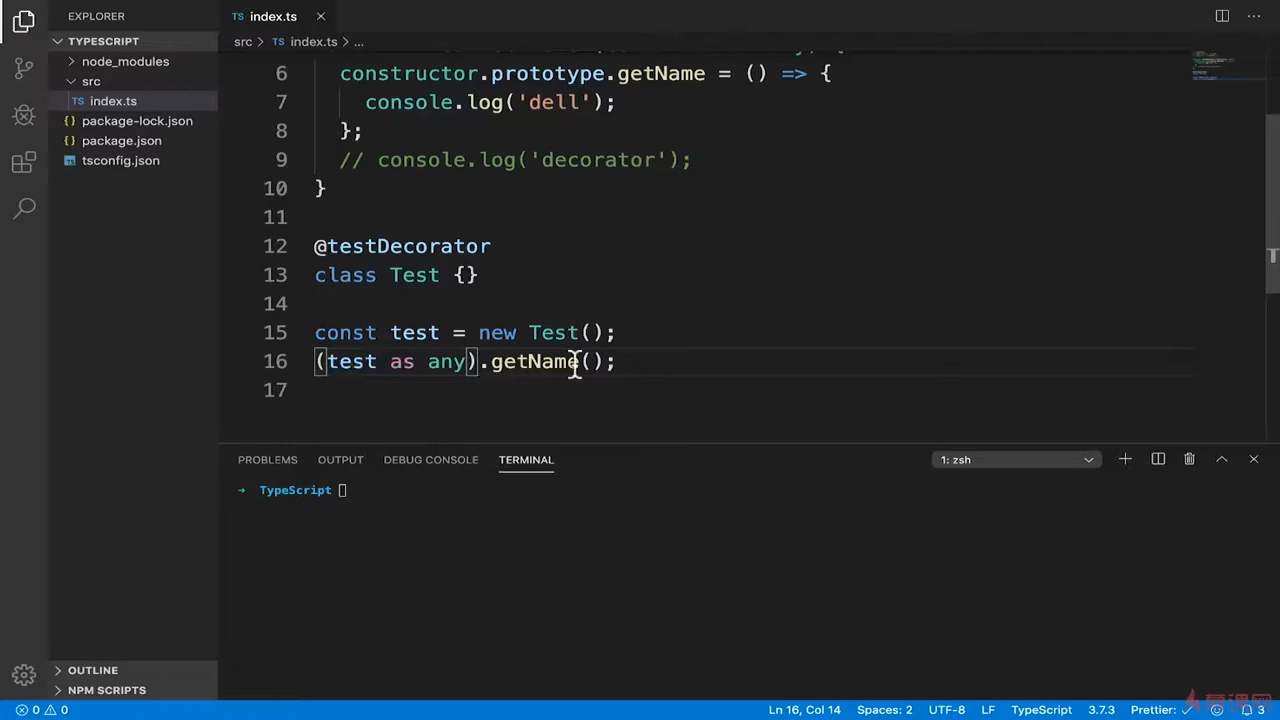 EXPLORER
TYPESCRIPT
node_modules
src
TS index.ts
{} package-lock.json
{} package.json
tsconfig.json
OUTLINE
NPM SCRIPTS
TS index.ts
src > TS index.ts > ...
6 constructor.prototype.getName = () => {
7 console.log('dell');
8 };
9 // console.log('decorator');
10 }
11
12 @testDecorator
13 class Test {}
14
15 const test = new Test();
16 (test as any).getName();
17
PROBLEMS OUTPUT DEBUG CONSOLE TERMINAL 1: zsh
→ TypeScript
0 0 Ln 16, Col 14 Spaces: 2 UTF-8 LF TypeScript 3.7.3 Prettier: ✓ 3
慕课网